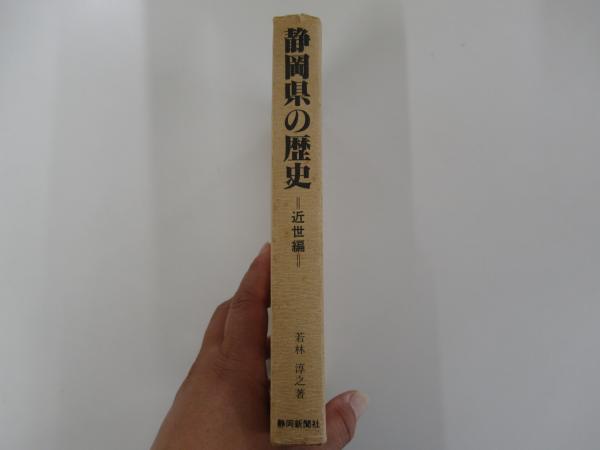 静岡県の歴史
=近世編=
若林 淳之著
静岡新聞社